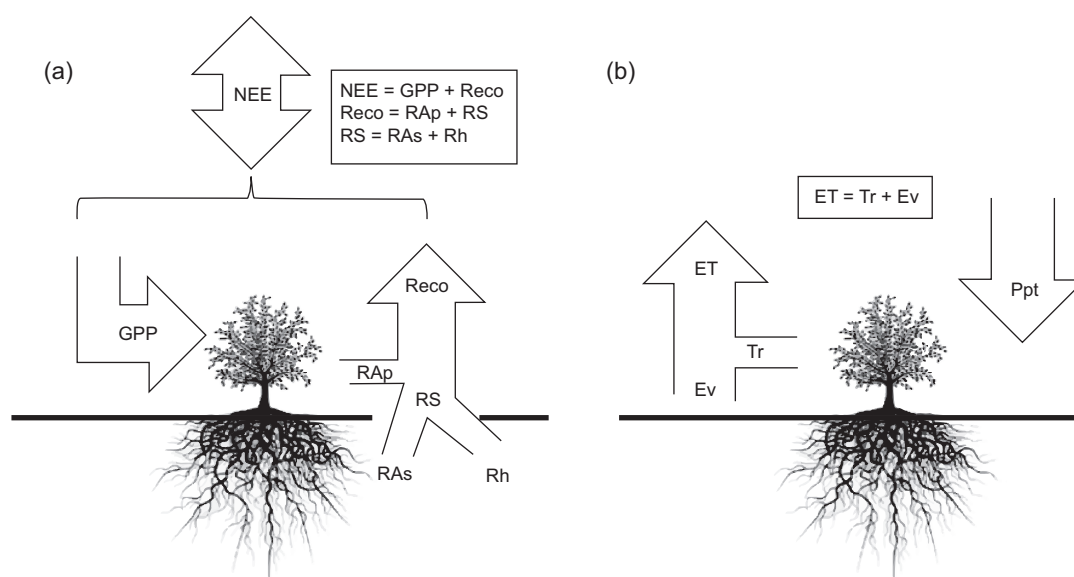 (a)
NEE
NEE = GPP + Reco
Reco = RAp + RS
RS = RAs + Rh
GPP
Reco
RAp
RS
RAs
Rh
(b)
ET = Tr + Ev
ET
Ppt
Tr
Ev